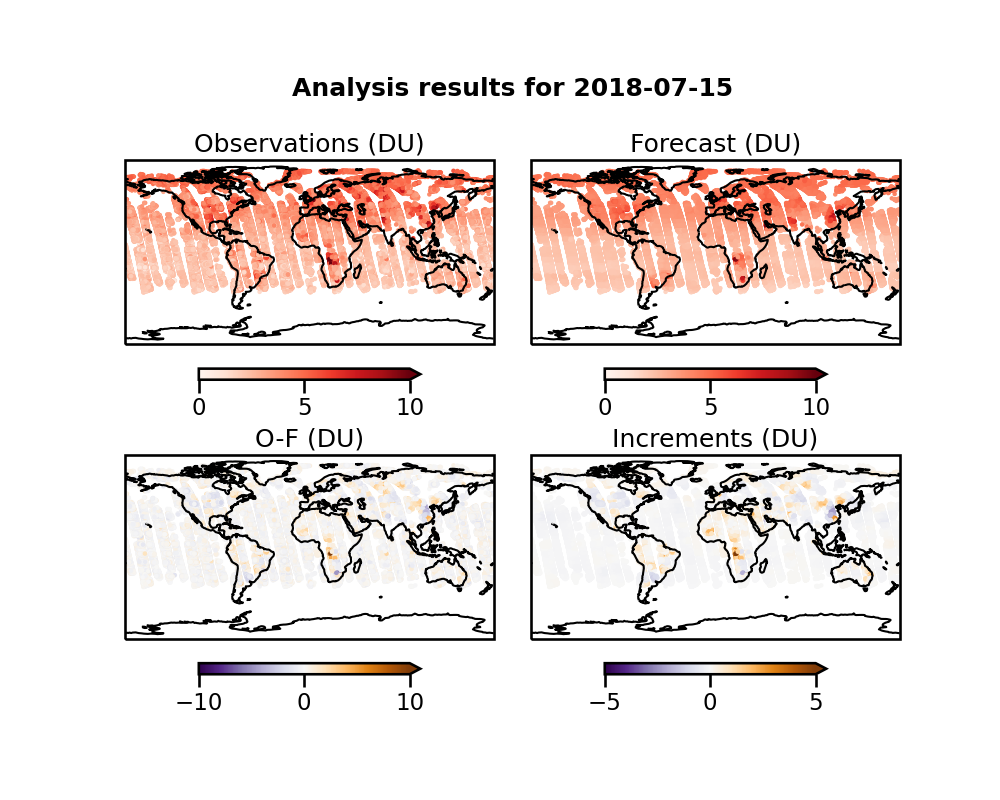 Analysis results for 2018-07-15
Observations (DU)
Forecast (DU)
0 5 10
0 5 10
O-F (DU)
Increments (DU)
−10 0 10
−5 0 5